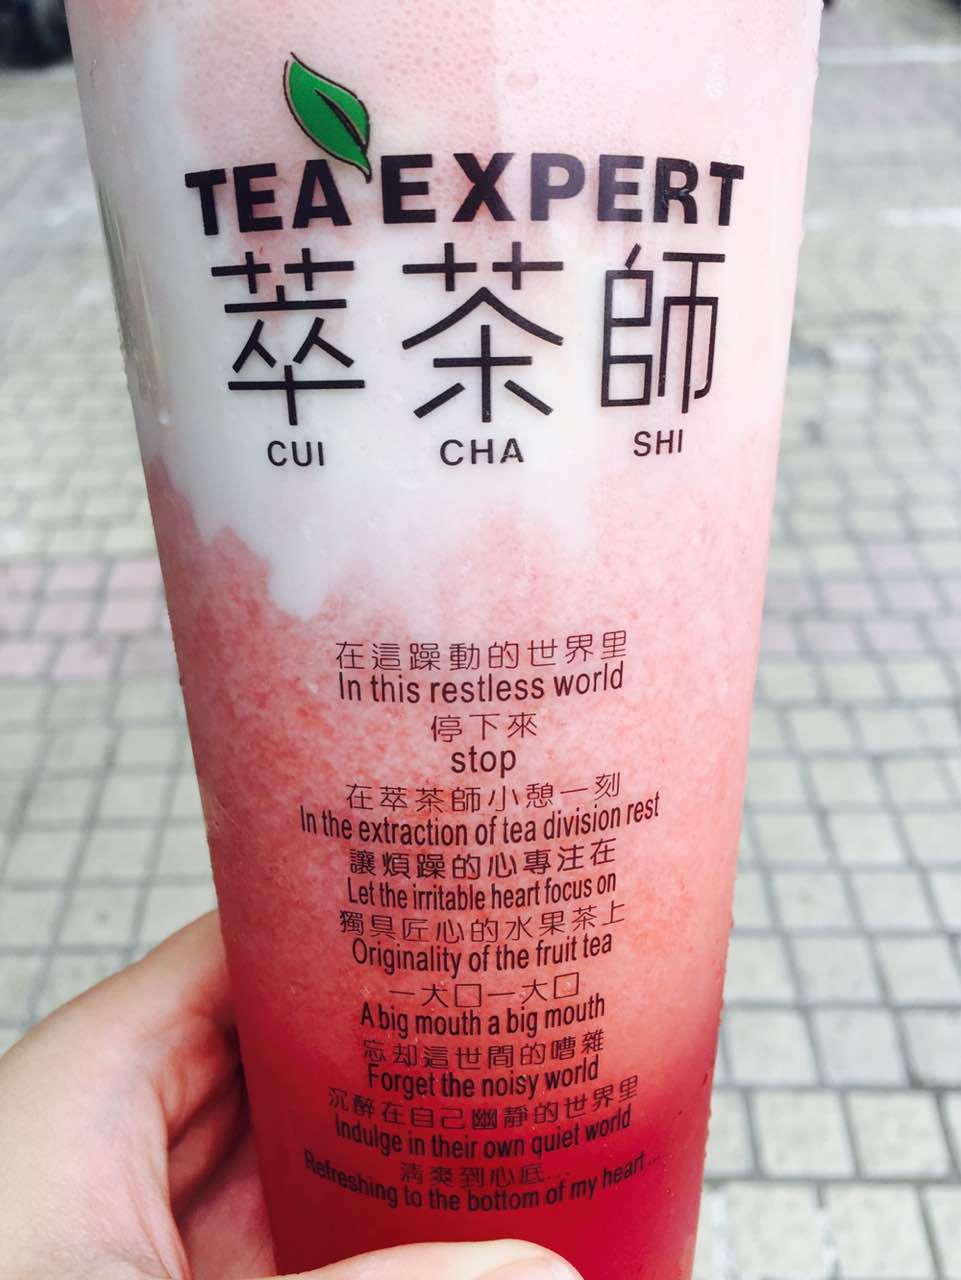 TEA EXPERT
萃茶師
CUI CHA SHI
在這躁動的世界里
In this restless world
停下來
stop
在萃茶師小憩一刻
In the extraction of tea division rest
讓煩躁的心專注在
Let the irritable heart focus on
獨具匠心的水果茶上
Originality of the fruit tea
一大口一大口
A big mouth a big mouth
忘却這世間的嘈雜
Forget the noisy world
沉醉在自己幽靜的世界里
Indulge in their own quiet world
清爽到心底...
Refreshing to the bottom of my heart...